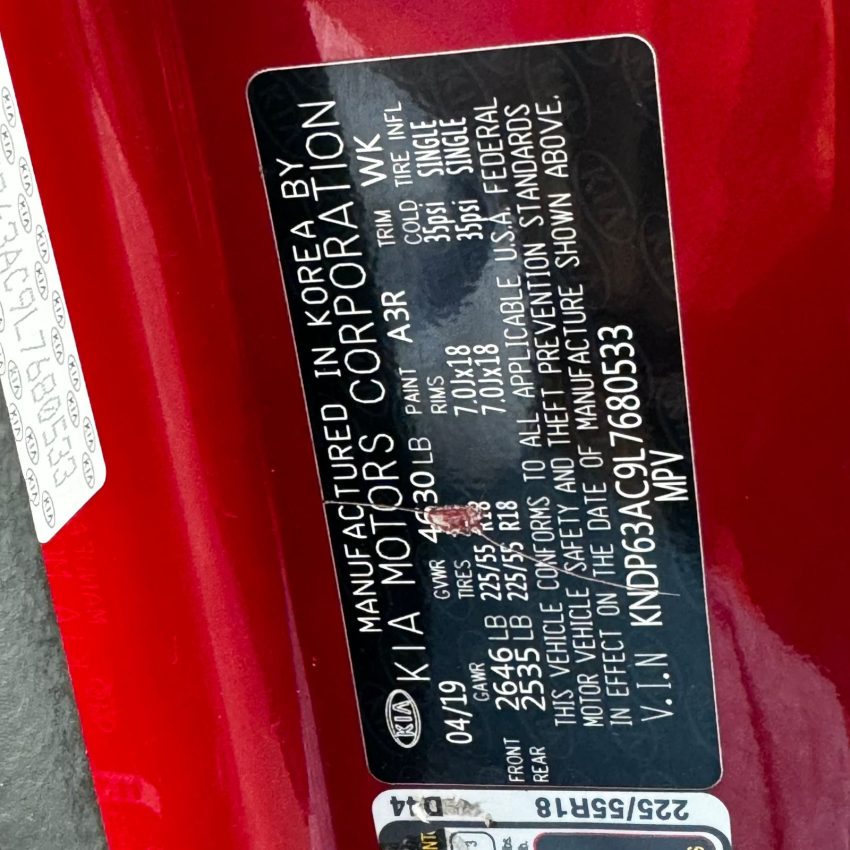 MANUFACTURED IN KOREA BY
KIA KIA MOTORS CORPORATION
04/19 GVWR 4630 LB PAINT A3R TRIM WK
GAWR TIRES RIMS COLD TIRE INFL
FRONT 2646 LB 225/55 R18 7.0Jx18 35psi SINGLE
REAR 2535 LB 225/55 R18 7.0Jx18 35psi SINGLE
THIS VEHICLE CONFORMS TO ALL APPLICABLE U.S.A. FEDERAL
MOTOR VEHICLE SAFETY AND THEFT PREVENTION STANDARDS
IN EFFECT ON THE DATE OF MANUFACTURE SHOWN ABOVE.
V.I.N KNDP63AC9L7680533
MPV
225/55R18